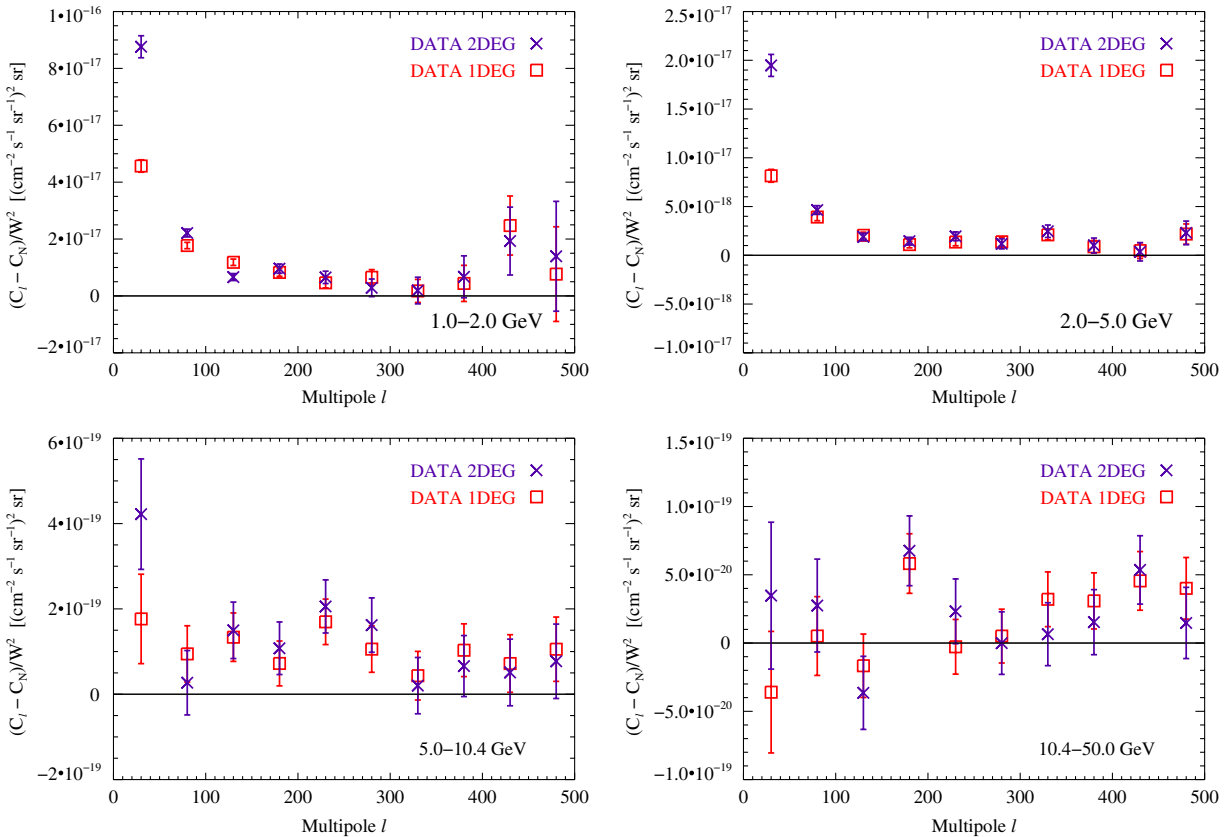 1•10⁻¹⁶
8•10⁻¹⁷
6•10⁻¹⁷
4•10⁻¹⁷
2•10⁻¹⁷
0
−2•10⁻¹⁷
(C_l − C_N)/W² [(cm⁻² s⁻¹ sr⁻¹)² sr]
DATA 2DEG
DATA 1DEG
1.0−2.0 GeV
0 100 200 300 400 500
Multipole l
2.5•10⁻¹⁷
2.0•10⁻¹⁷
1.5•10⁻¹⁷
1.0•10⁻¹⁷
5.0•10⁻¹⁸
0
−5.0•10⁻¹⁸
−1.0•10⁻¹⁷
(C_l − C_N)/W² [(cm⁻² s⁻¹ sr⁻¹)² sr]
DATA 2DEG
DATA 1DEG
2.0−5.0 GeV
0 100 200 300 400 500
Multipole l
6•10⁻¹⁹
4•10⁻¹⁹
2•10⁻¹⁹
0
−2•10⁻¹⁹
(C_l − C_N)/W² [(cm⁻² s⁻¹ sr⁻¹)² sr]
DATA 2DEG
DATA 1DEG
5.0−10.4 GeV
0 100 200 300 400 500
Multipole l
1.5•10⁻¹⁹
1.0•10⁻¹⁹
5.0•10⁻²⁰
0
−5.0•10⁻²⁰
−1.0•10⁻¹⁹
(C_l − C_N)/W² [(cm⁻² s⁻¹ sr⁻¹)² sr]
DATA 2DEG
DATA 1DEG
10.4−50.0 GeV
0 100 200 300 400 500
Multipole l